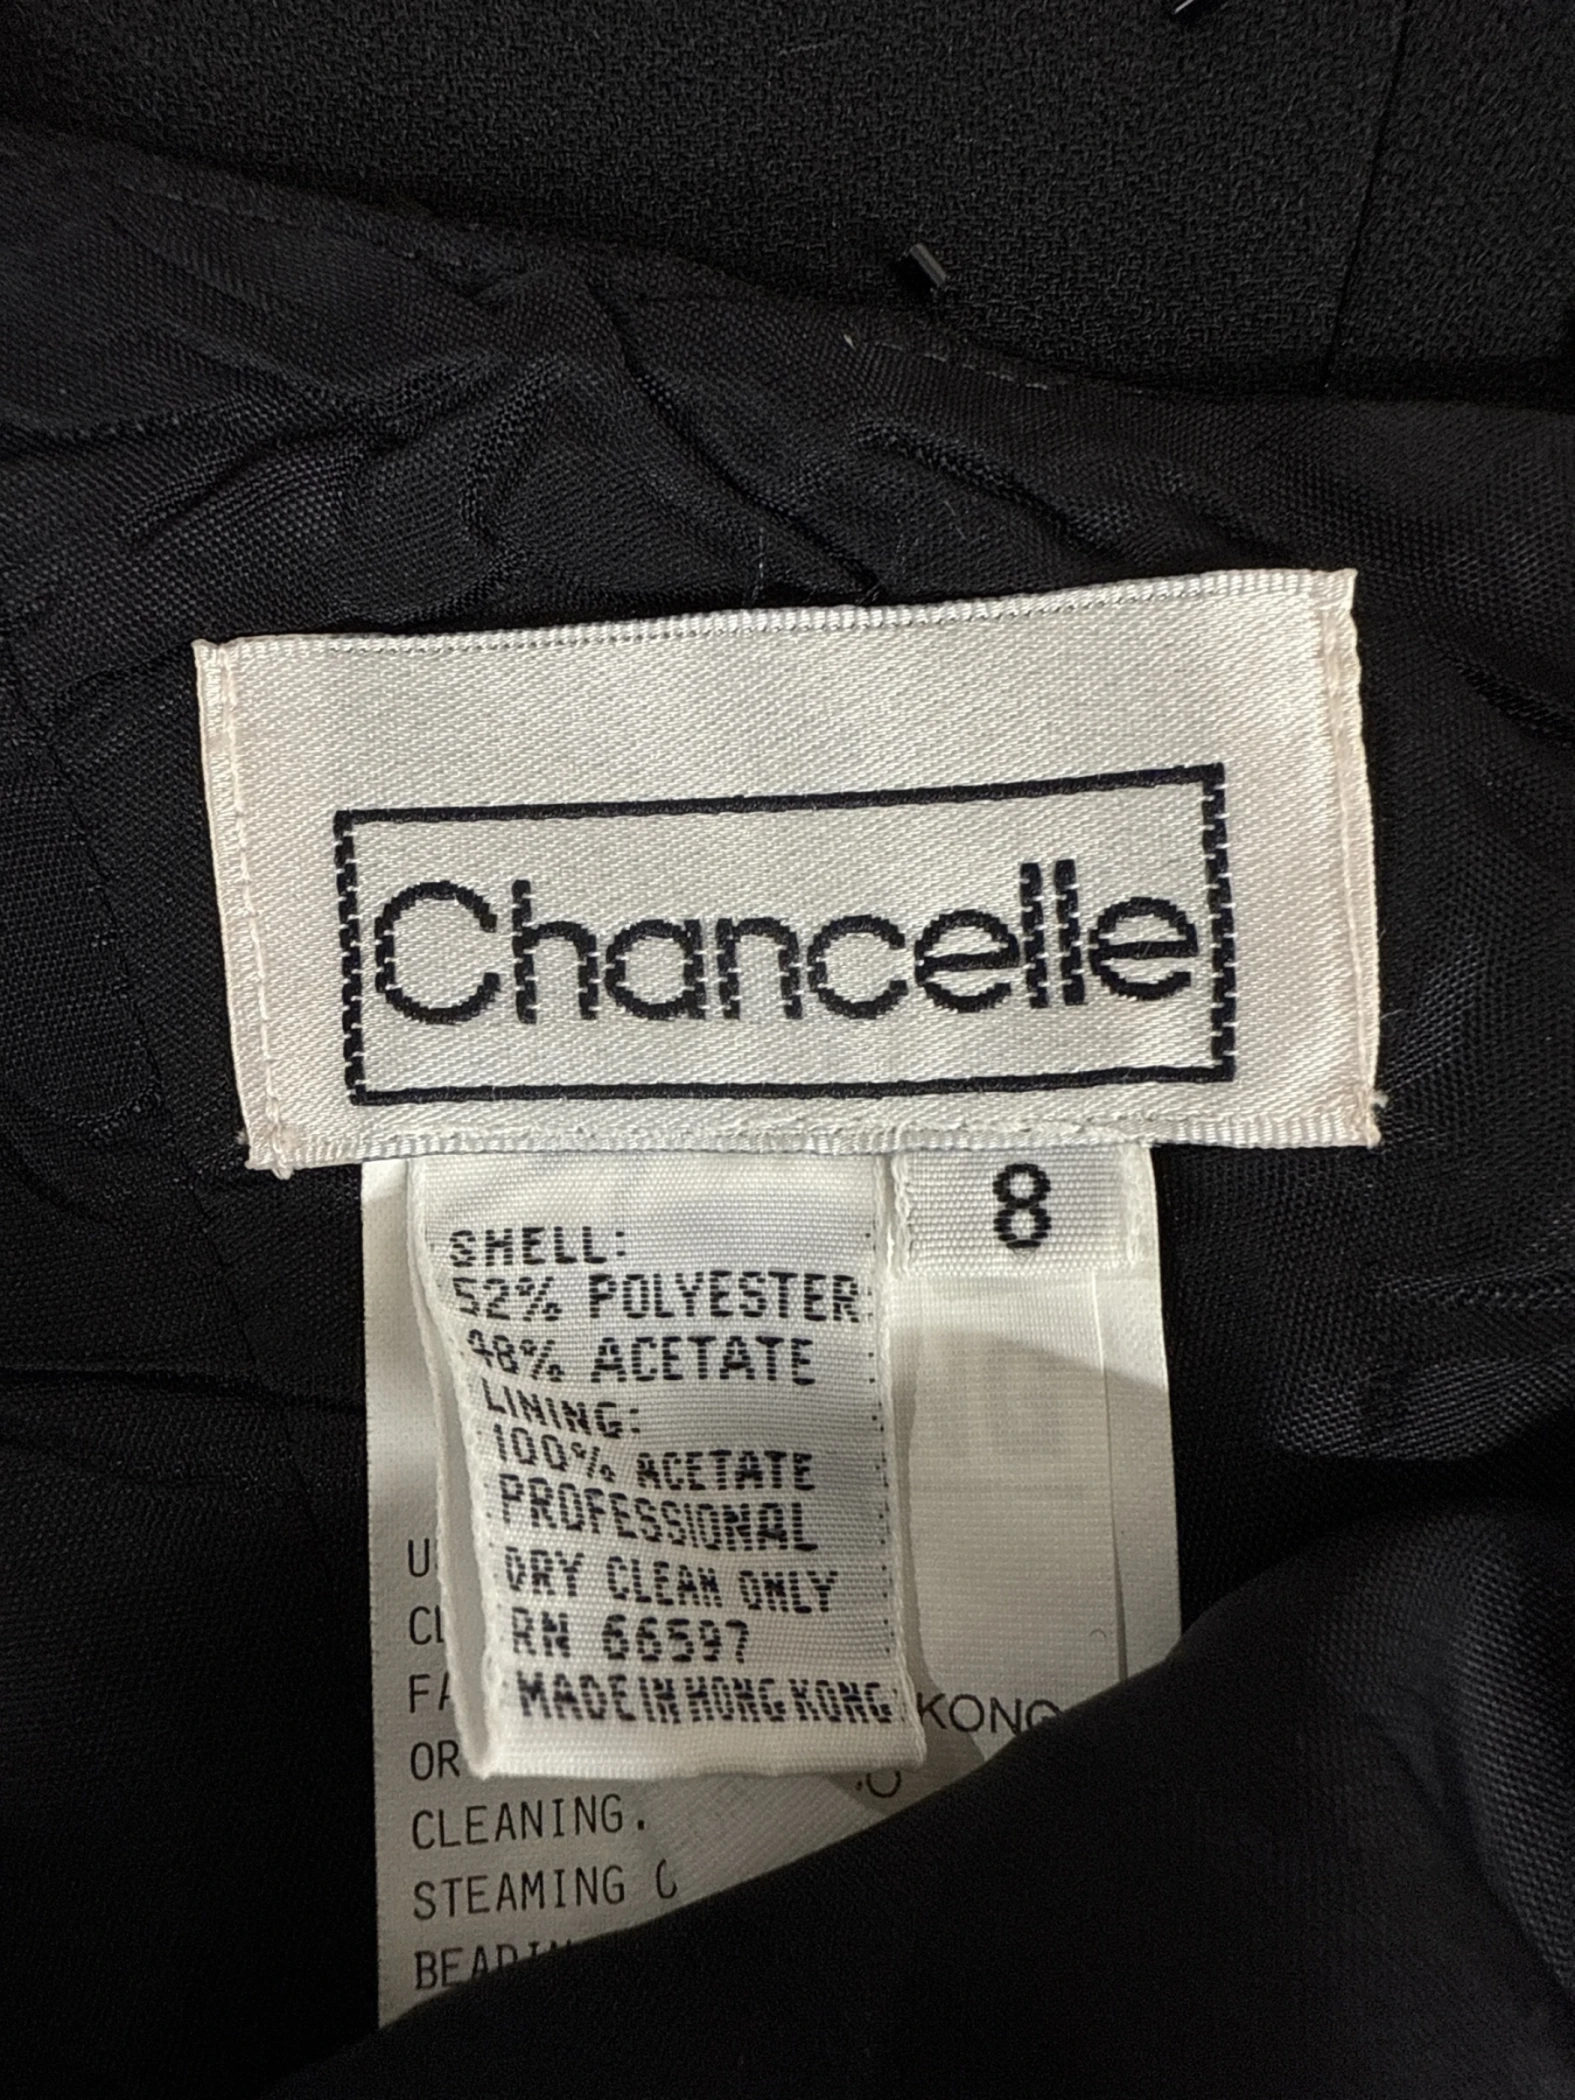 Chancelle
8
SHELL:
52% POLYESTER
48% ACETATE
LINING:
100% ACETATE
PROFESSIONAL
DRY CLEAN ONLY
RN 66597
MADE IN HONG KONG
KONG
OR
CLEANING.
STEAMING